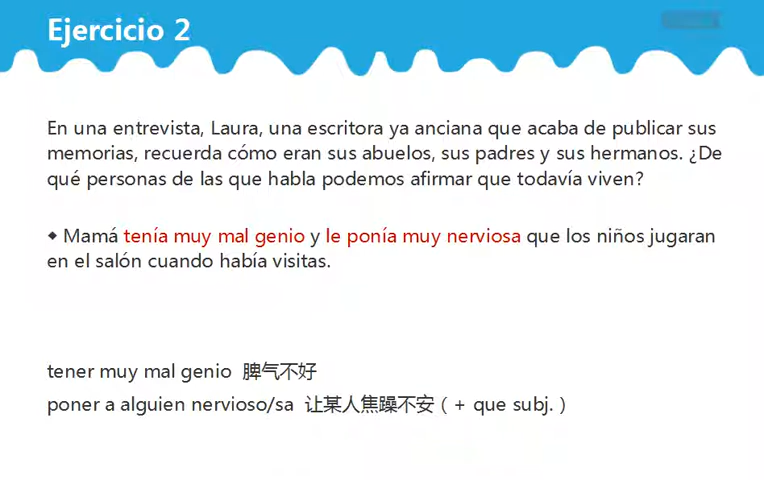 Ejercicio 2
En una entrevista, Laura, una escritora ya anciana que acaba de publicar sus
memorias, recuerda cómo eran sus abuelos, sus padres y sus hermanos. ¿De
qué personas de las que habla podemos afirmar que todavía viven?
◆ Mamá tenía muy mal genio y le ponía muy nerviosa que los niños jugaran
en el salón cuando había visitas.
tener muy mal genio 脾气不好
poner a alguien nervioso/sa 让某人焦躁不安（+ que subj.）